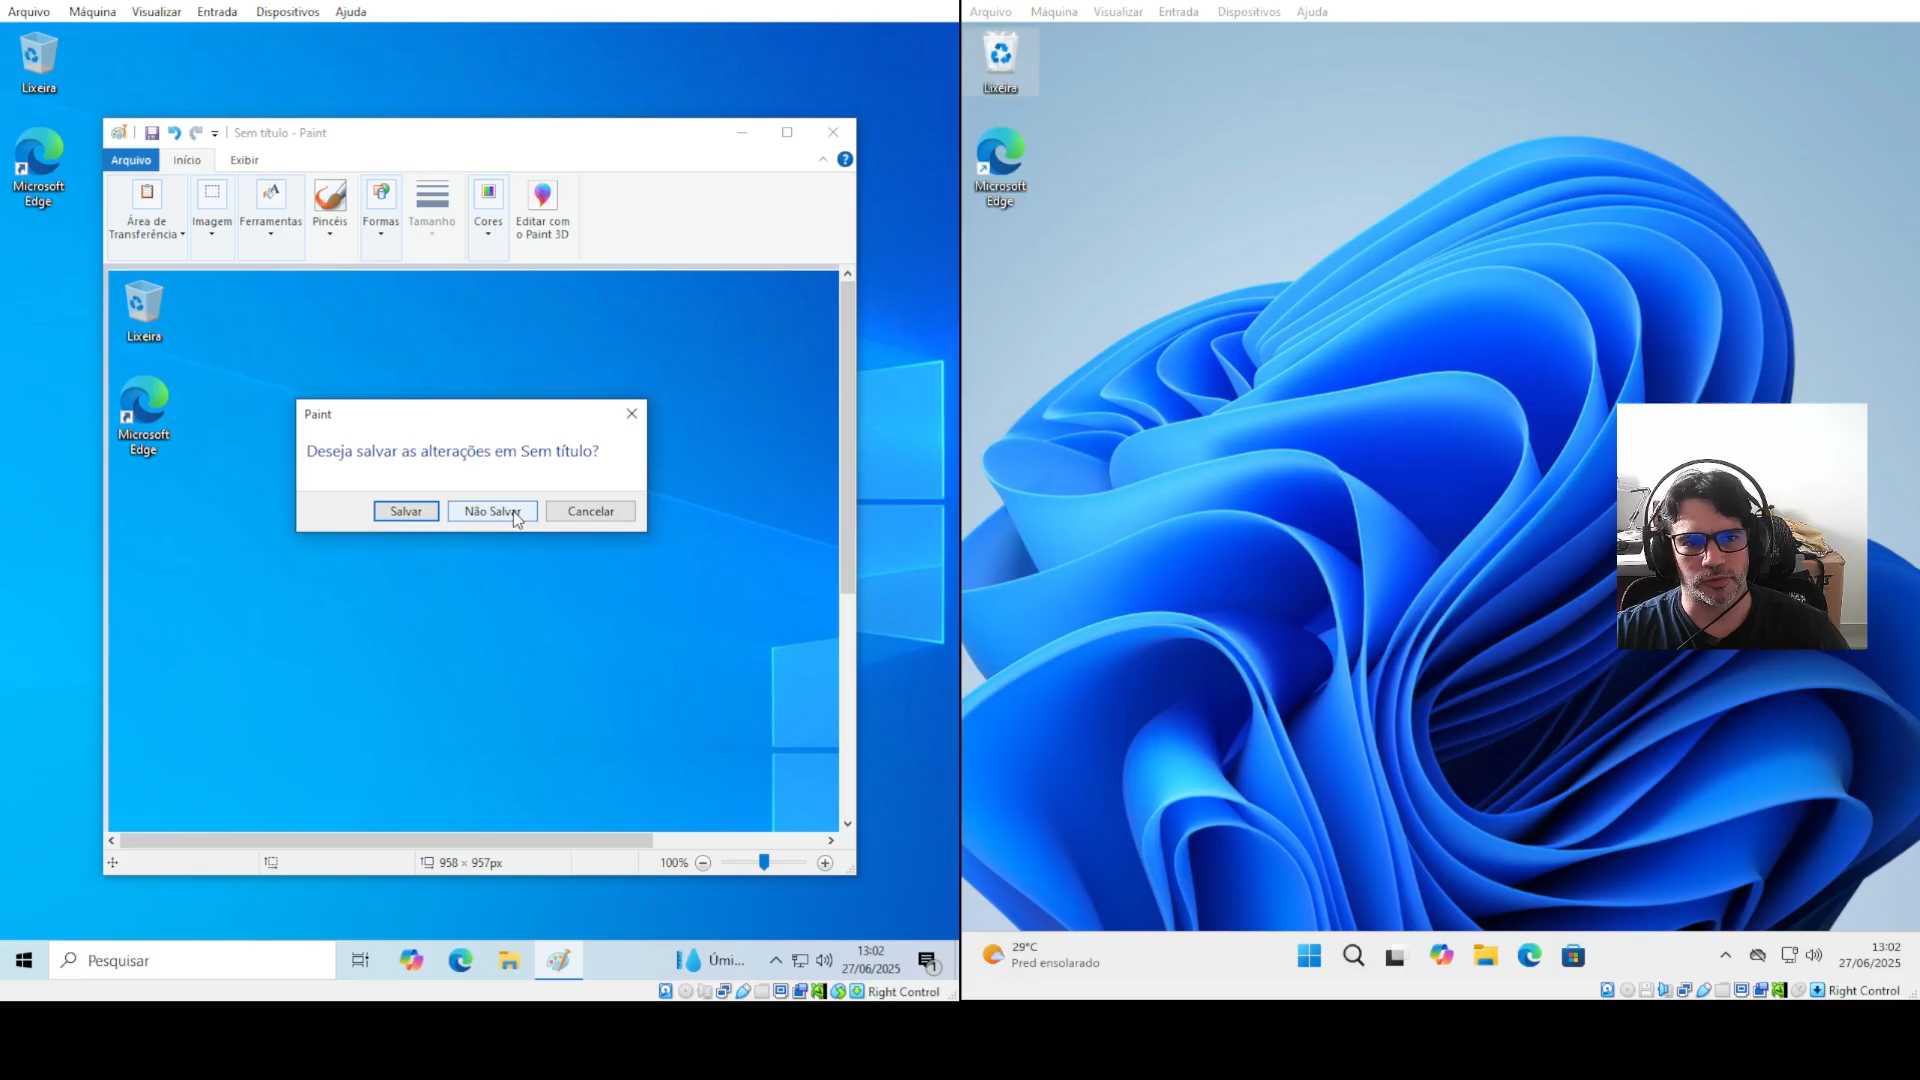 Arquivo Máquina Visualizar Entrada Dispositivos Ajuda
Lixeira
Microsoft
Edge
Sem título - Paint
Arquivo Início Exibir
Área de
Transferência
Imagem
Ferramentas
Pincéis
Formas
Tamanho
Cores
Editar com
o Paint 3D
Lixeira
Microsoft
Edge
Paint
Deseja salvar as alterações em Sem título?
Salvar Não Salvar Cancelar
958 × 957px
100%
Pesquisar
Úmi...
13:02
27/06/2025
1
Right Control
Arquivo Máquina Visualizar Entrada Dispositivos Ajuda
Lixeira
Microsoft
Edge
29°C
Pred ensolarado
13:02
27/06/2025
Right Control